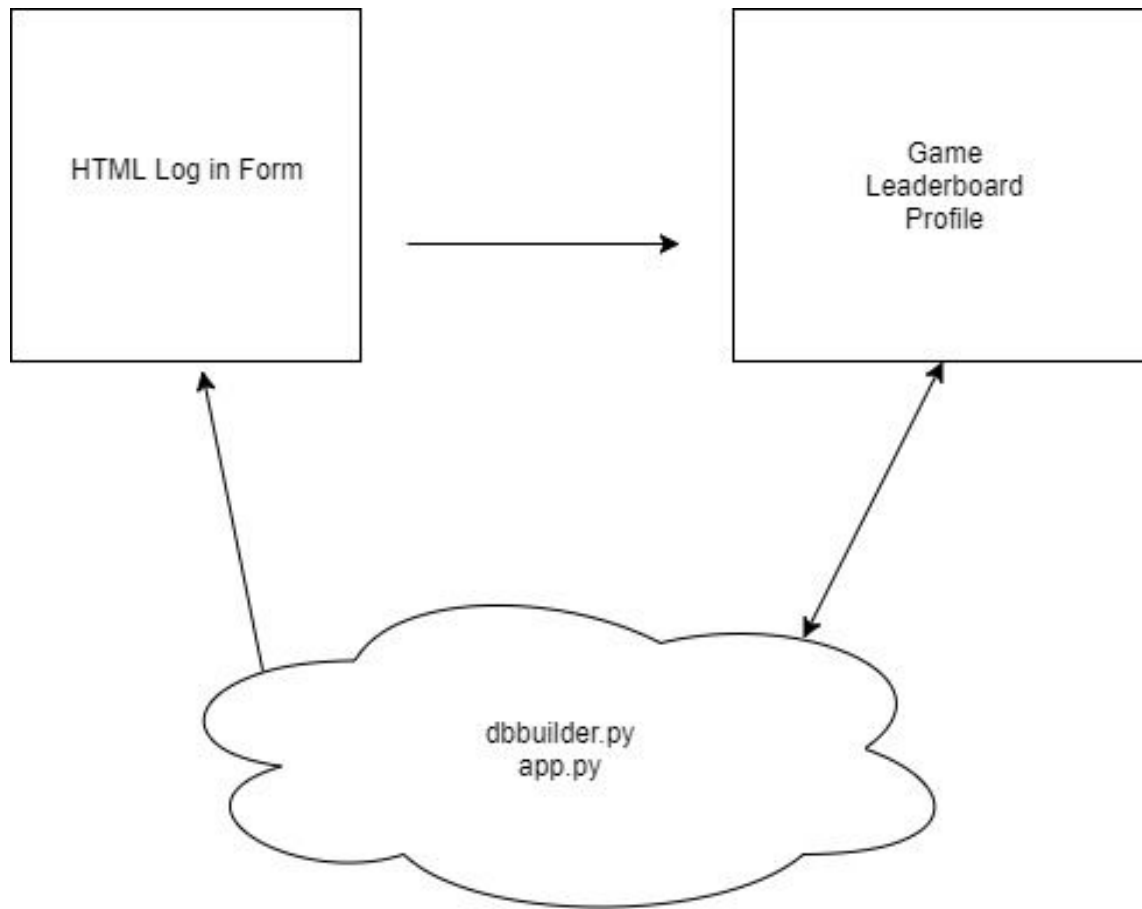 HTML Log in Form
Game
Leaderboard
Profile
dbbuilder.py
app.py